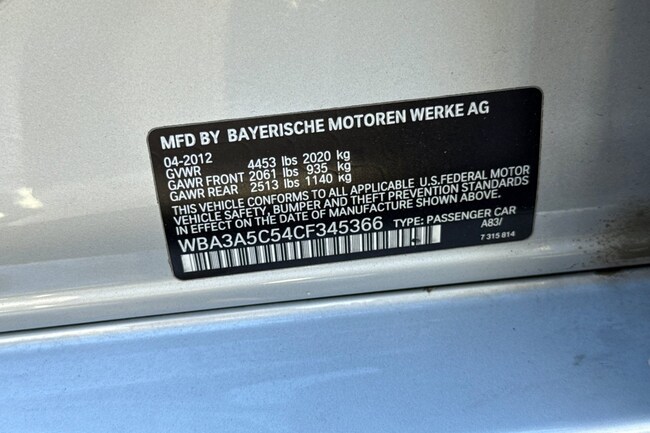 MFD BY BAYERISCHE MOTOREN WERKE AG
04-2012
GVWR 4453 lbs 2020 kg
GAWR FRONT 2061 lbs 935 kg
GAWR REAR 2513 lbs 1140 kg
THIS VEHICLE CONFORMS TO ALL APPLICABLE U.S.FEDERAL MOTOR
VEHICLE SAFETY, BUMPER AND THEFT PREVENTION STANDARDS
IN EFFECT ON THE DATE OF MANUFACTURE SHOWN ABOVE.
WBA3A5C54CF345366 TYPE: PASSENGER CAR
A83/
7 315 814